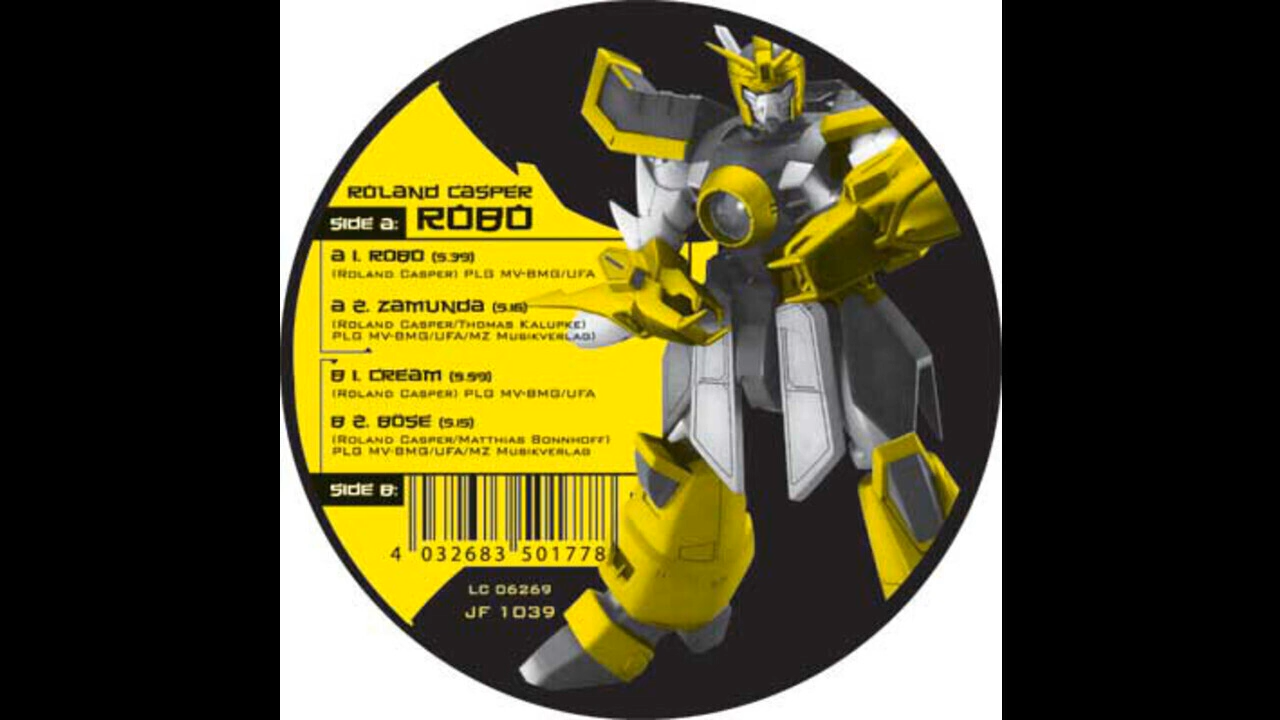 ROLAND CASPER
SIDE A: ROBO
A 1. ROBO (5.39)
(ROLAND CASPER) PLG MV-BMG/UFA
A 2. ZAMUNDA (5.16)
(ROLAND CASPER/THOMAS KALUPKE)
PLG MV-BMG/UFA/MZ MUSIKVERLAG)
B 1. CREAM (5.59)
(ROLAND CASPER) PLG MV-BMG/UFA
B 2. BÖSE (5.15)
(ROLAND CASPER/MATTHIAS BONNHOFF)
PLG MV-BMG/UFA/MZ MUSIKVERLAG
SIDE B:
4 032683 501778
LC 06269
JF 1039